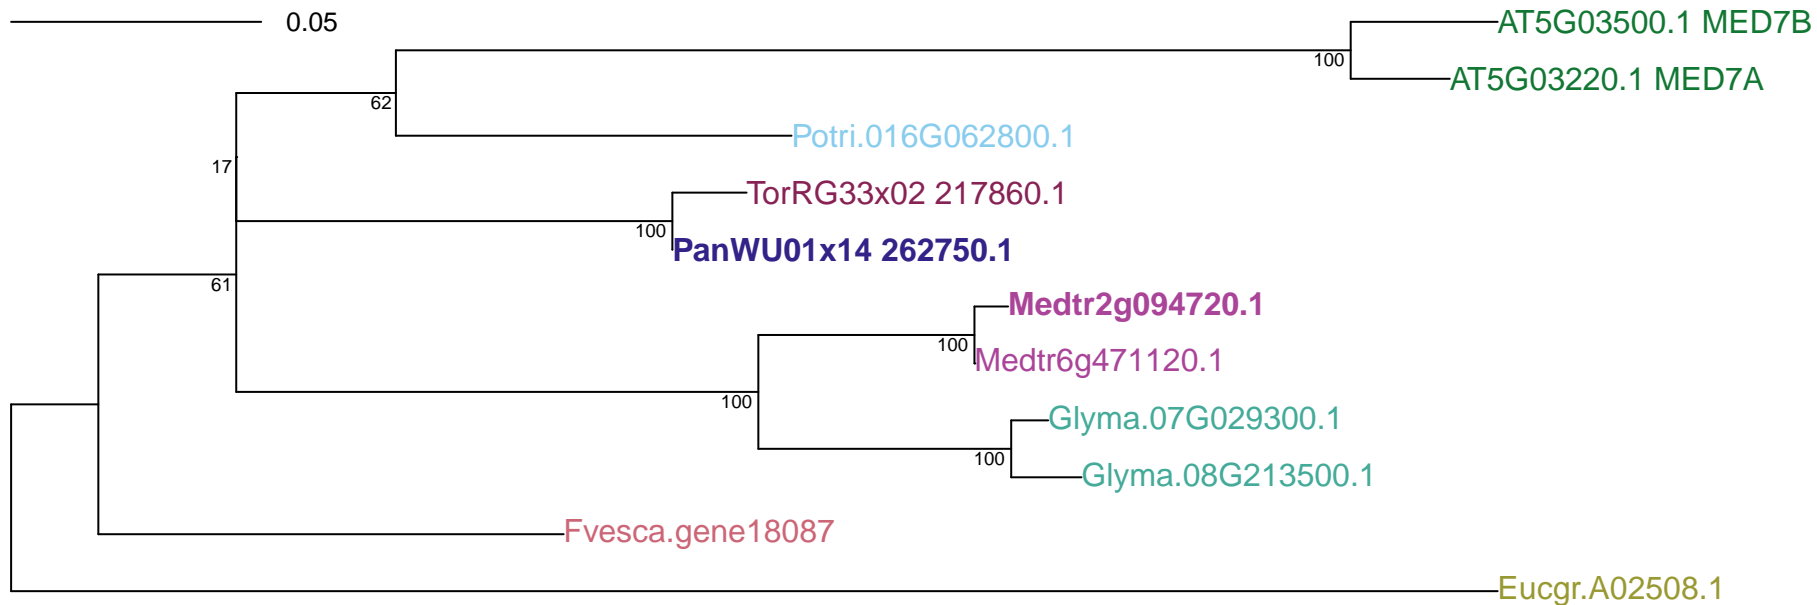 0.05
AT5G03500.1 MED7B
100
AT5G03220.1 MED7A
62
Potri.016G062800.1
17
TorRG33x02 217860.1
100
PanWU01x14 262750.1
61
Medtr2g094720.1
100
Medtr6g471120.1
100
Glyma.07G029300.1
100
Glyma.08G213500.1
Fvesca.gene18087
Eucgr.A02508.1